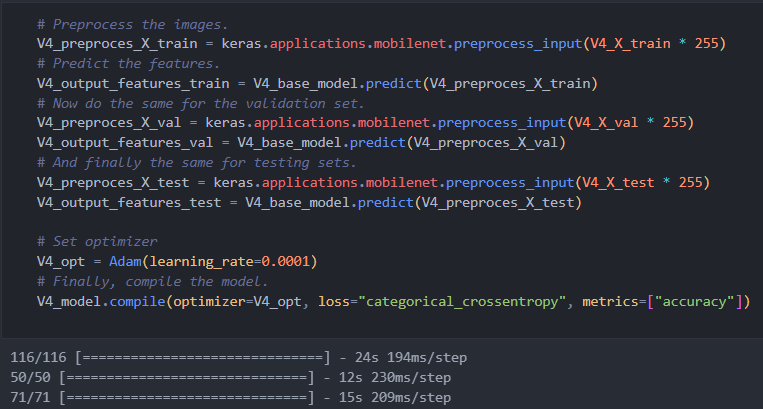 # Preprocess the images.
V4_preproces_X_train = keras.applications.mobilenet.preprocess_input(V4_X_train * 255)
# Predict the features.
V4_output_features_train = V4_base_model.predict(V4_preproces_X_train)
# Now do the same for the validation set.
V4_preproces_X_val = keras.applications.mobilenet.preprocess_input(V4_X_val * 255)
V4_output_features_val = V4_base_model.predict(V4_preproces_X_val)
# And finally the same for testing sets.
V4_preproces_X_test = keras.applications.mobilenet.preprocess_input(V4_X_test * 255)
V4_output_features_test = V4_base_model.predict(V4_preproces_X_test)
# Set optimizer
V4_opt = Adam(learning_rate=0.0001)
# Finally, compile the model.
V4_model.compile(optimizer=V4_opt, loss="categorical_crossentropy", metrics=["accuracy"])
116/116 [==============================] - 24s 194ms/step
50/50 [==============================] - 12s 230ms/step
71/71 [==============================] - 15s 209ms/step